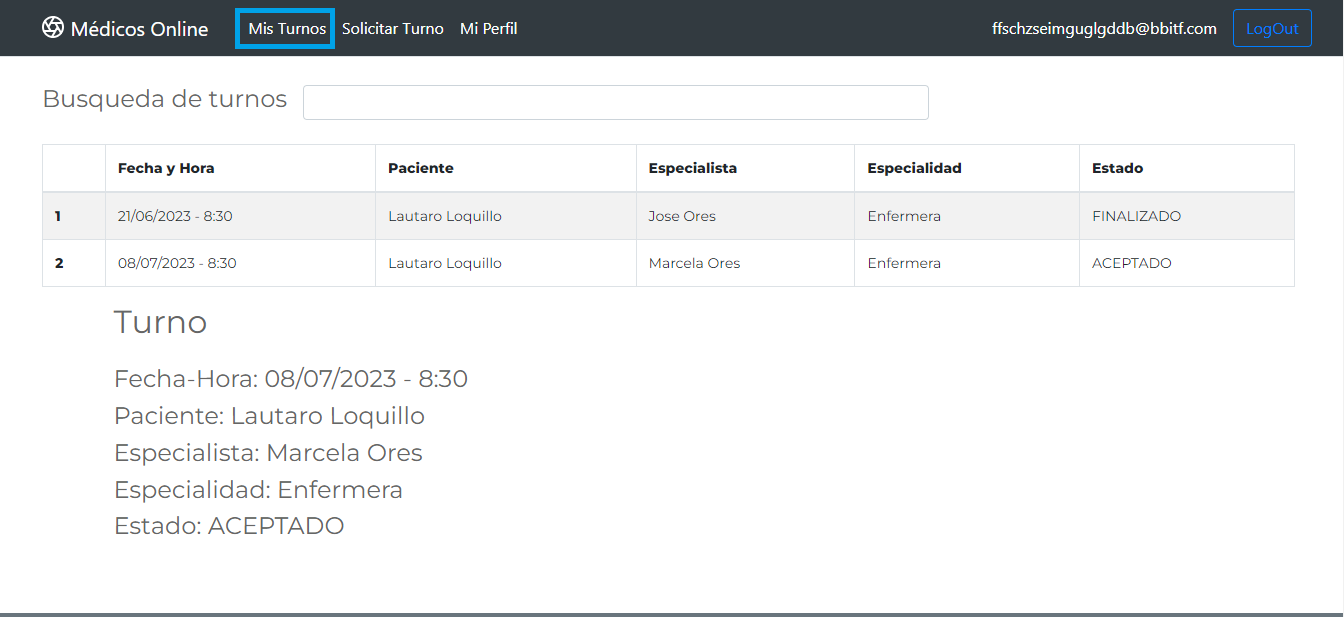 Médicos Online Mis Turnos Solicitar Turno Mi Perfil ffschzseimguglgddb@bbitf.com LogOut
Busqueda de turnos
Fecha y Hora Paciente Especialista Especialidad Estado
1 21/06/2023 - 8:30 Lautaro Loquillo Jose Ores Enfermera FINALIZADO
2 08/07/2023 - 8:30 Lautaro Loquillo Marcela Ores Enfermera ACEPTADO
Turno
Fecha-Hora: 08/07/2023 - 8:30
Paciente: Lautaro Loquillo
Especialista: Marcela Ores
Especialidad: Enfermera
Estado: ACEPTADO